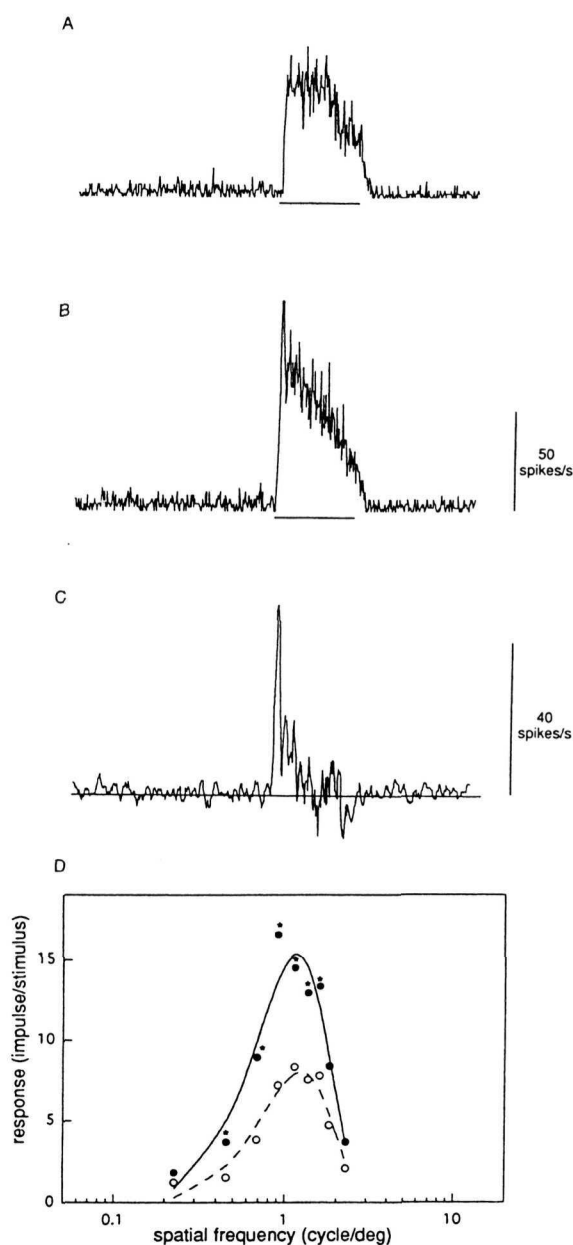 A
B
50
spikes/s
C
40
spikes/s
D
response (impulse/stimulus)
15
10
5
0
0.1
1
10
spatial frequency (cycle/deg)